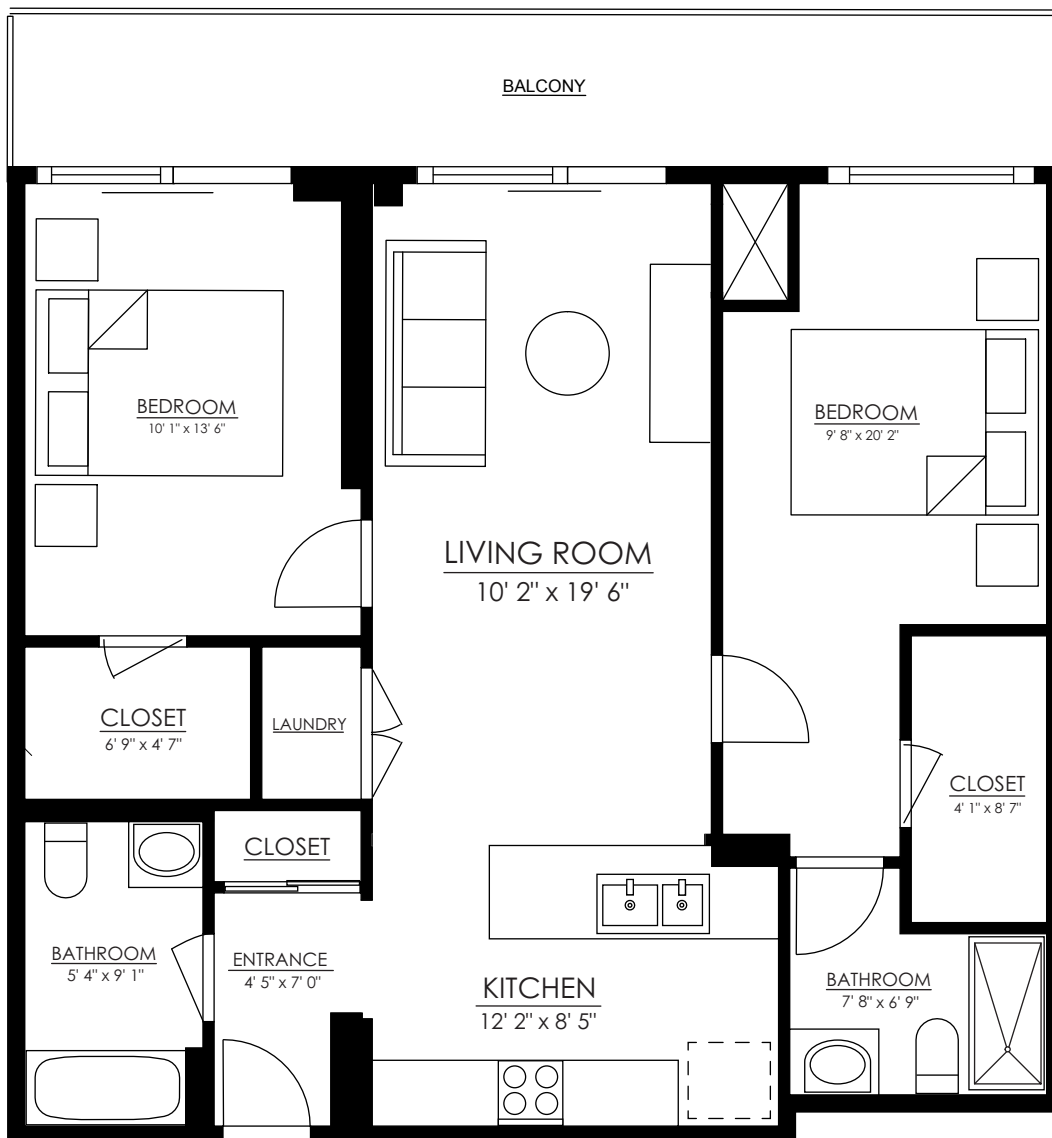 BALCONY
BEDROOM
10' 1" x 13' 6"
BEDROOM
9' 8" x 20' 2"
LIVING ROOM
10' 2" x 19' 6"
CLOSET
6' 9" x 4' 7"
LAUNDRY
CLOSET
4' 1" x 8' 7"
CLOSET
BATHROOM
5' 4" x 9' 1"
ENTRANCE
4' 5" x 7' 0"
KITCHEN
12' 2" x 8' 5"
BATHROOM
7' 8" x 6' 9"